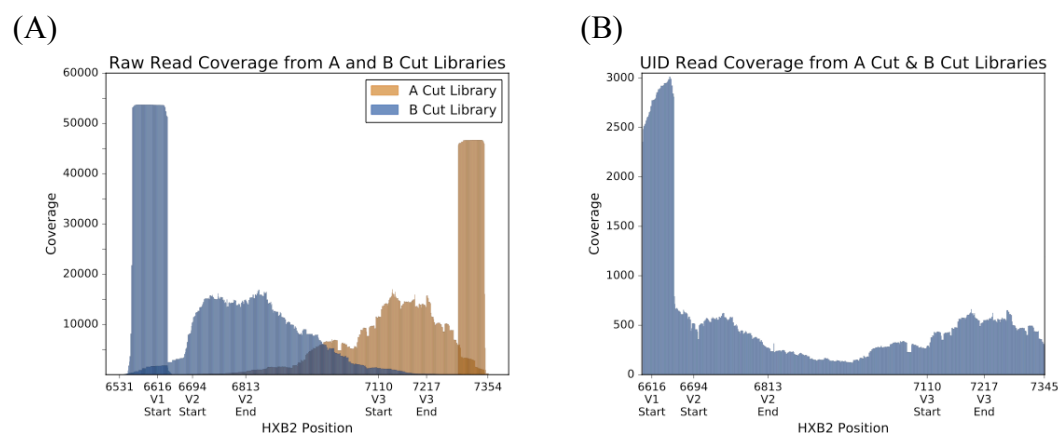 (A)
Raw Read Coverage from A and B Cut Libraries
60000
50000
40000
30000
20000
10000
Coverage
A Cut Library
B Cut Library
6531 6616 6694 6813 7110 7217 7354
V1 V2 V2 V3 V3
Start Start End Start End
HXB2 Position
(B)
UID Read Coverage from A Cut & B Cut Libraries
3000
2500
2000
1500
1000
500
0
Coverage
6616 6694 6813 7110 7217 7345
V1 V2 V2 V3 V3
Start Start End Start End
HXB2 Position